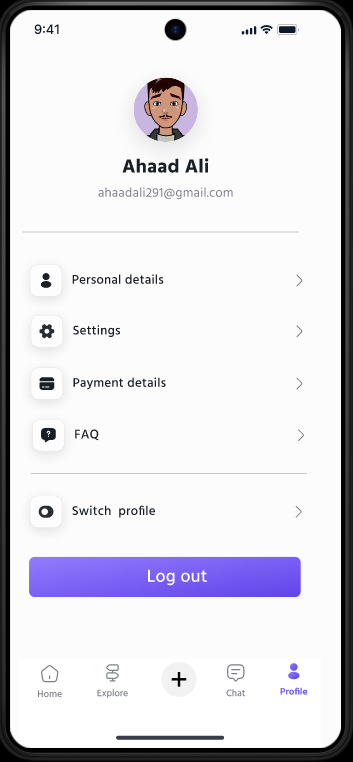 9:41
Ahaad Ali
ahaadali291@gmail.com
Personal details
Settings
Payment details
FAQ
Switch profile
Log out
Home
Explore
Chat
Profile